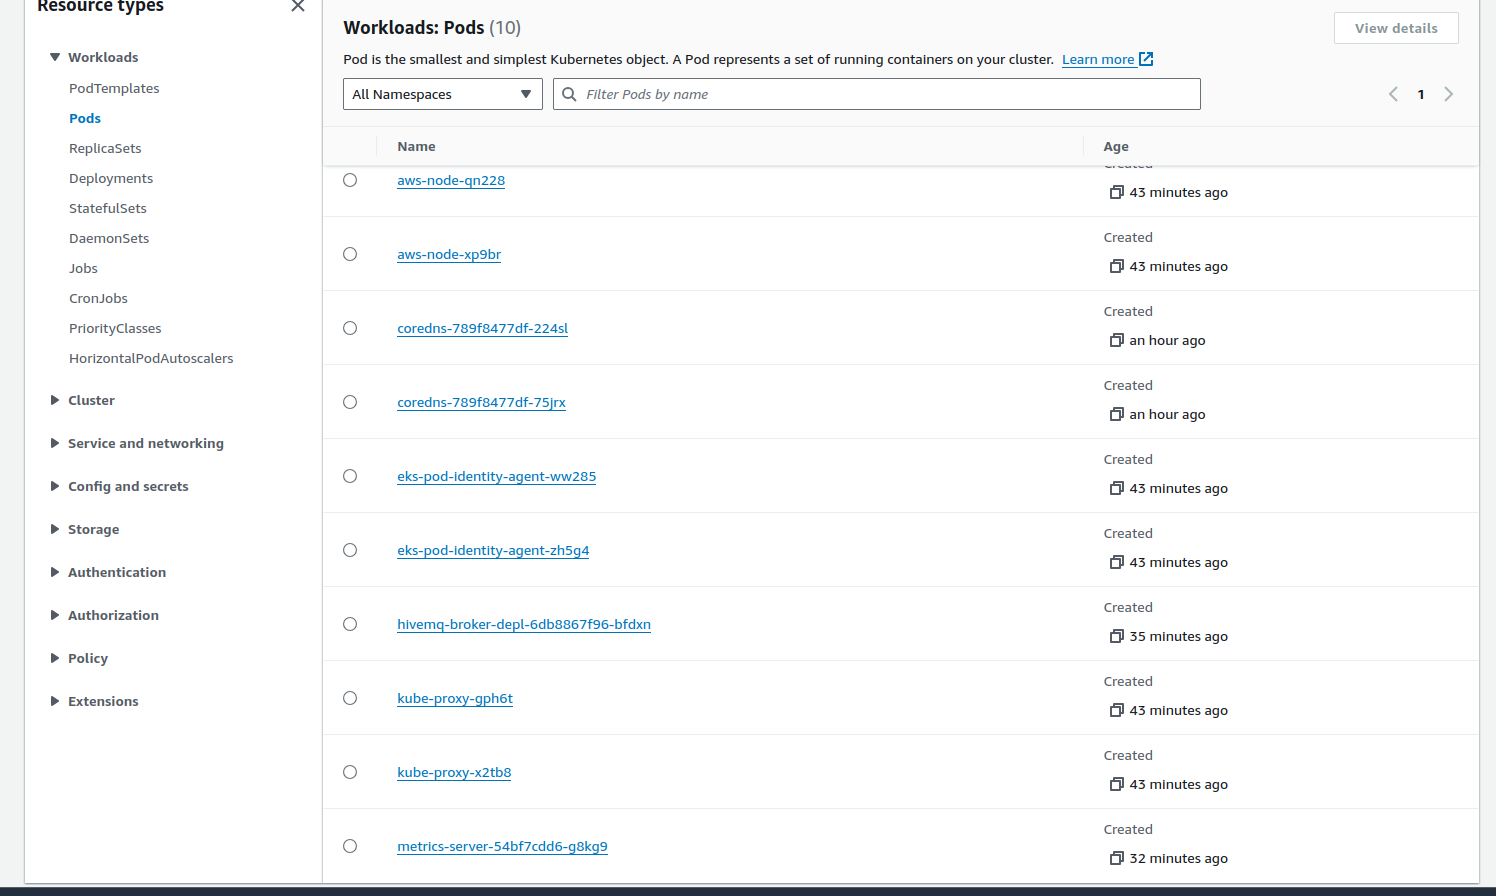 Resource types
Workloads
PodTemplates
Pods
ReplicaSets
Deployments
StatefulSets
DaemonSets
Jobs
CronJobs
PriorityClasses
HorizontalPodAutoscalers
Cluster
Service and networking
Config and secrets
Storage
Authentication
Authorization
Policy
Extensions
Workloads: Pods (10)
View details
Pod is the smallest and simplest Kubernetes object. A Pod represents a set of running containers on your cluster. Learn more
All Namespaces
Filter Pods by name
1
Name
Age
Created
aws-node-qn228
43 minutes ago
Created
aws-node-xp9br
43 minutes ago
Created
coredns-789f8477df-224sl
an hour ago
Created
coredns-789f8477df-75jrx
an hour ago
Created
eks-pod-identity-agent-ww285
43 minutes ago
Created
eks-pod-identity-agent-zh5g4
43 minutes ago
Created
hivemq-broker-depl-6db8867f96-bfdxn
35 minutes ago
Created
kube-proxy-gph6t
43 minutes ago
Created
kube-proxy-x2tb8
43 minutes ago
Created
metrics-server-54bf7cdd6-g8kg9
32 minutes ago